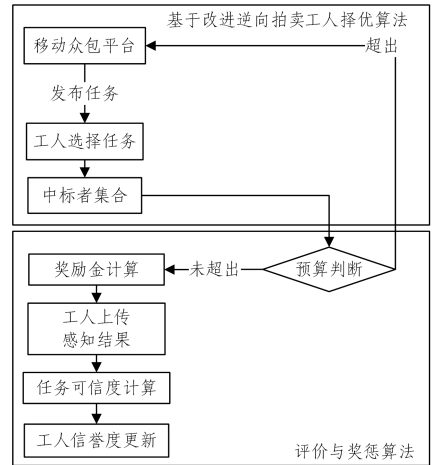 基于改进逆向拍卖工人择优算法
移动众包平台
超出
发布任务
工人选择任务
中标者集合
奖励金计算
未超出
预算判断
工人上传
感知结果
任务可信度计算
工人信誉度更新
评价与奖惩算法